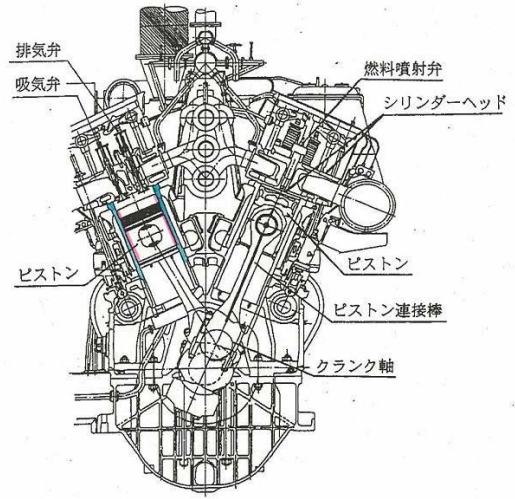 排気弁
吸気弁
燃料噴射弁
シリンダーヘッド
ピストン
ピストン
ピストン連接棒
クランク軸